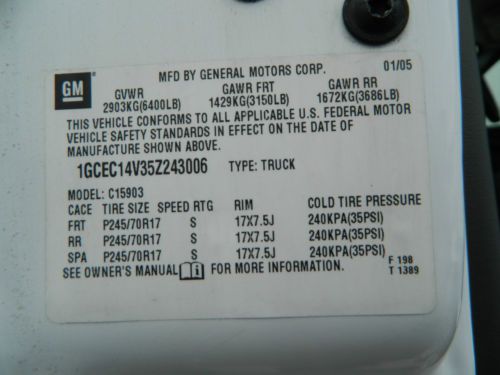 GM
MFD BY GENERAL MOTORS CORP. 01/05
GVWR GAWR FRT GAWR RR
2903KG(6400LB) 1429KG(3150LB) 1672KG(3686LB)
THIS VEHICLE CONFORMS TO ALL APPLICABLE U.S. FEDERAL MOTOR
VEHICLE SAFETY STANDARDS IN EFFECT ON THE DATE OF
MANUFACTURE SHOWN ABOVE.
1GCEC14V35Z243006 TYPE: TRUCK
MODEL: C15903
CACE TIRE SIZE SPEED RTG RIM COLD TIRE PRESSURE
FRT P245/70R17 S 17X7.5J 240KPA(35PSI)
RR P245/70R17 S 17X7.5J 240KPA(35PSI)
SPA P245/70R17 S 17X7.5J 240KPA(35PSI)
SEE OWNER'S MANUAL FOR MORE INFORMATION.
F 198
T 1389